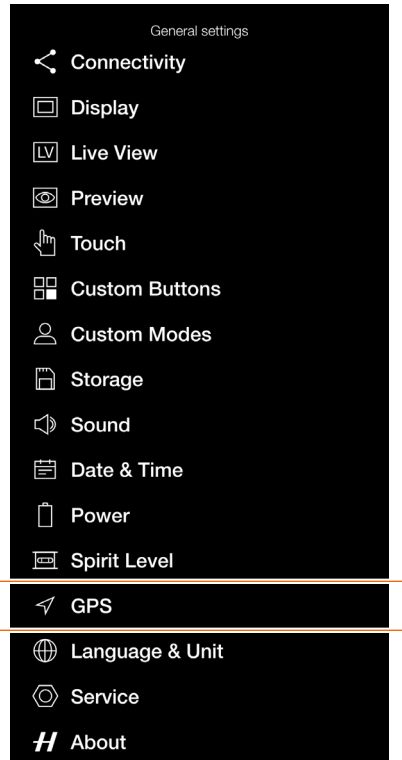 General settings
Connectivity
Display
LV Live View
Preview
Touch
Custom Buttons
Custom Modes
Storage
Sound
Date & Time
Power
Spirit Level
GPS
Language & Unit
Service
H About